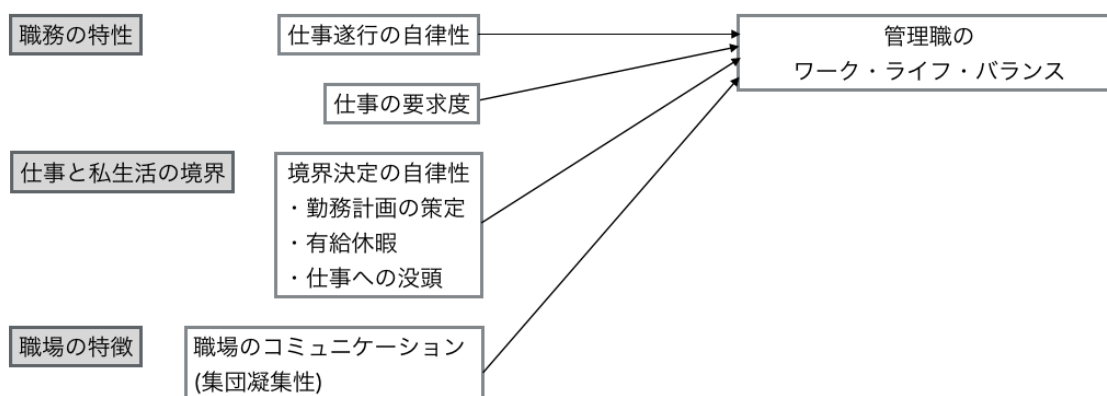 職務の特性
仕事遂行の自律性
管理職の
ワーク・ライフ・バランス
仕事の要求度
仕事と私生活の境界
境界決定の自律性
・勤務計画の策定
・有給休暇
・仕事への没頭
職場の特徴
職場のコミュニケーション
(集団凝集性)